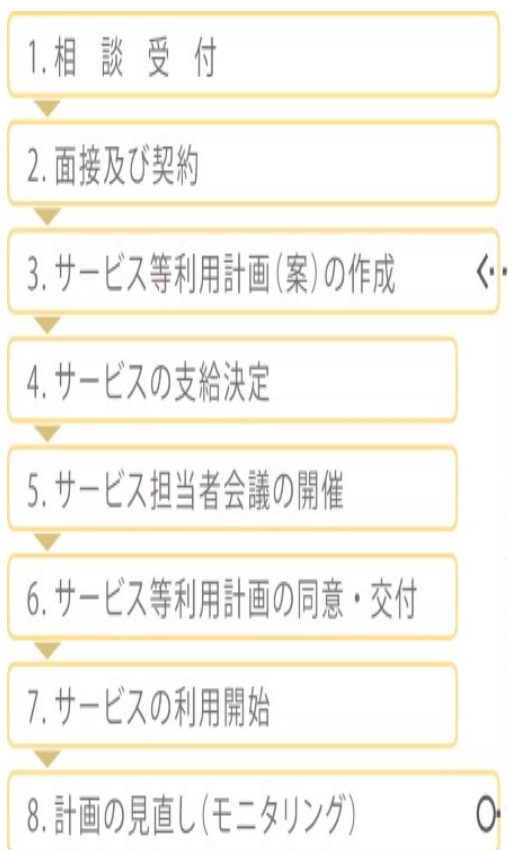 1. 相談受付
2. 面接及び契約
3. サービス等利用計画(案)の作成
4. サービスの支給決定
5. サービス担当者会議の開催
6. サービス等利用計画の同意・交付
7. サービスの利用開始
8. 計画の見直し(モニタリング)